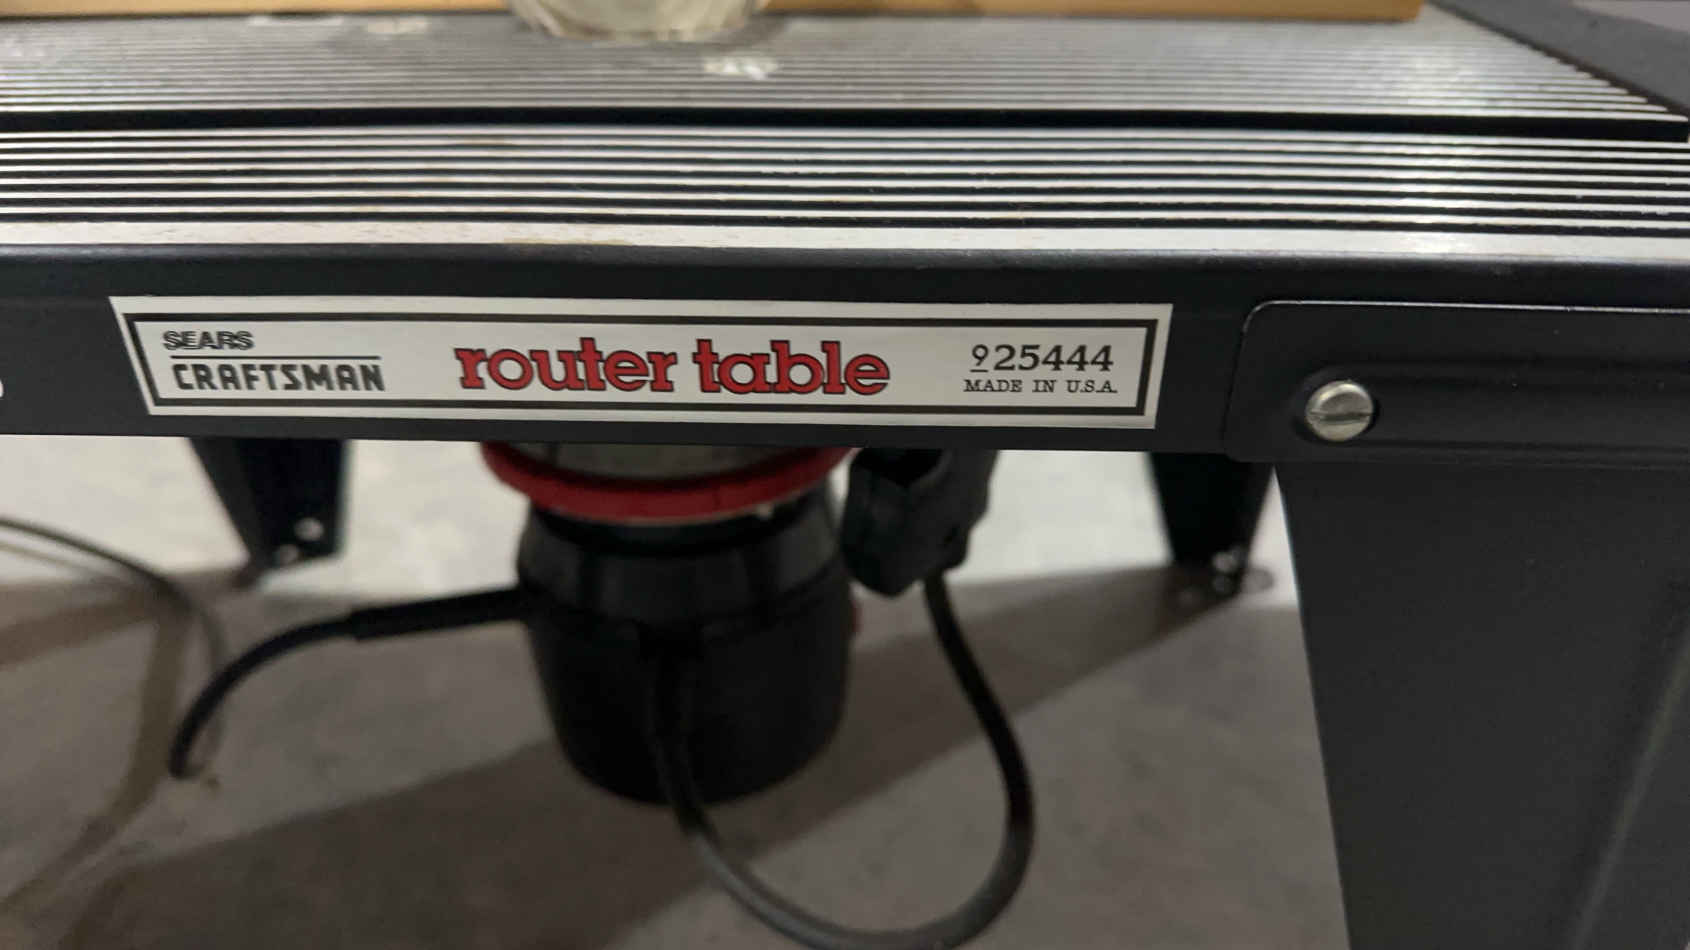 SEARS
CRAFTSMAN
router table
925444
MADE IN U.S.A.